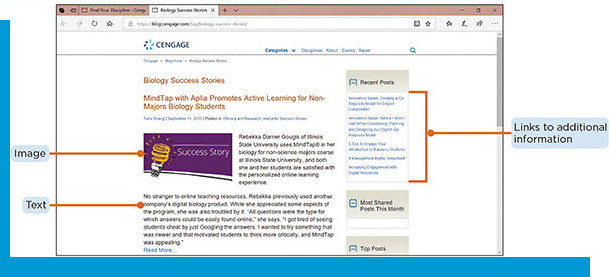 Find Your Discipline - Cengage
Biology Success Stories
https://blog.cengage.com/tag/biology-success-stories/
CENGAGE
Categories Disciplines About Events News
Cengage > Blog Home > Biology Success Stories
Biology Success Stories
MindTap with Aplia Promotes Active Learning for Non-
Majors Biology Students
Tami Strang | September 11, 2015 | Posted in: Efficacy and Research, Instructor Success Stories
Success Story
Rebekka Darner Gougis of Illinois
State University uses MindTap® in her
biology for non-science majors course
at Illinois State University, and both
she and her students are satisfied with
the personalized online learning
experience.
No stranger to online teaching resources, Rebekka previously used another
company's digital biology product. While she appreciated some aspects of
the program, she was also troubled by it. "All questions were the type for
which answers could be easily found online," she says. "I got tired of seeing
students cheat by just Googling the answers. I wanted to try something that
was newer and that motivated students to think more critically, and MindTap
was appealing."
Read More...
Recent Posts
Innovators Speak: Creating a Co-
Requisite Model for English
Composition
Innovators Speak: Advice I Wish I
Had While Considering, Planning
and Designing our English Co-
Requisite Model
5 Tips to Engage Your
Introduction to Business Students
5 Management Myths, Debunked!
Increasing Engagement with
Digital Resources
Most Shared
Posts This Month
Top Posts
Image
Text
Links to additional
information